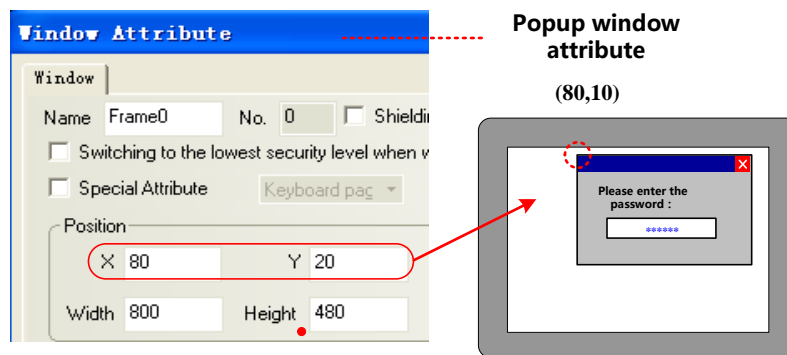 Window Attribute
Popup window
attribute
Window
(80,10)
Name Frame0 No. 0
Switching to the lowest security level when
Special Attribute Keyboard pag
Please enter the
password :
******
Position
X 80 Y 20
Width 800 Height 480